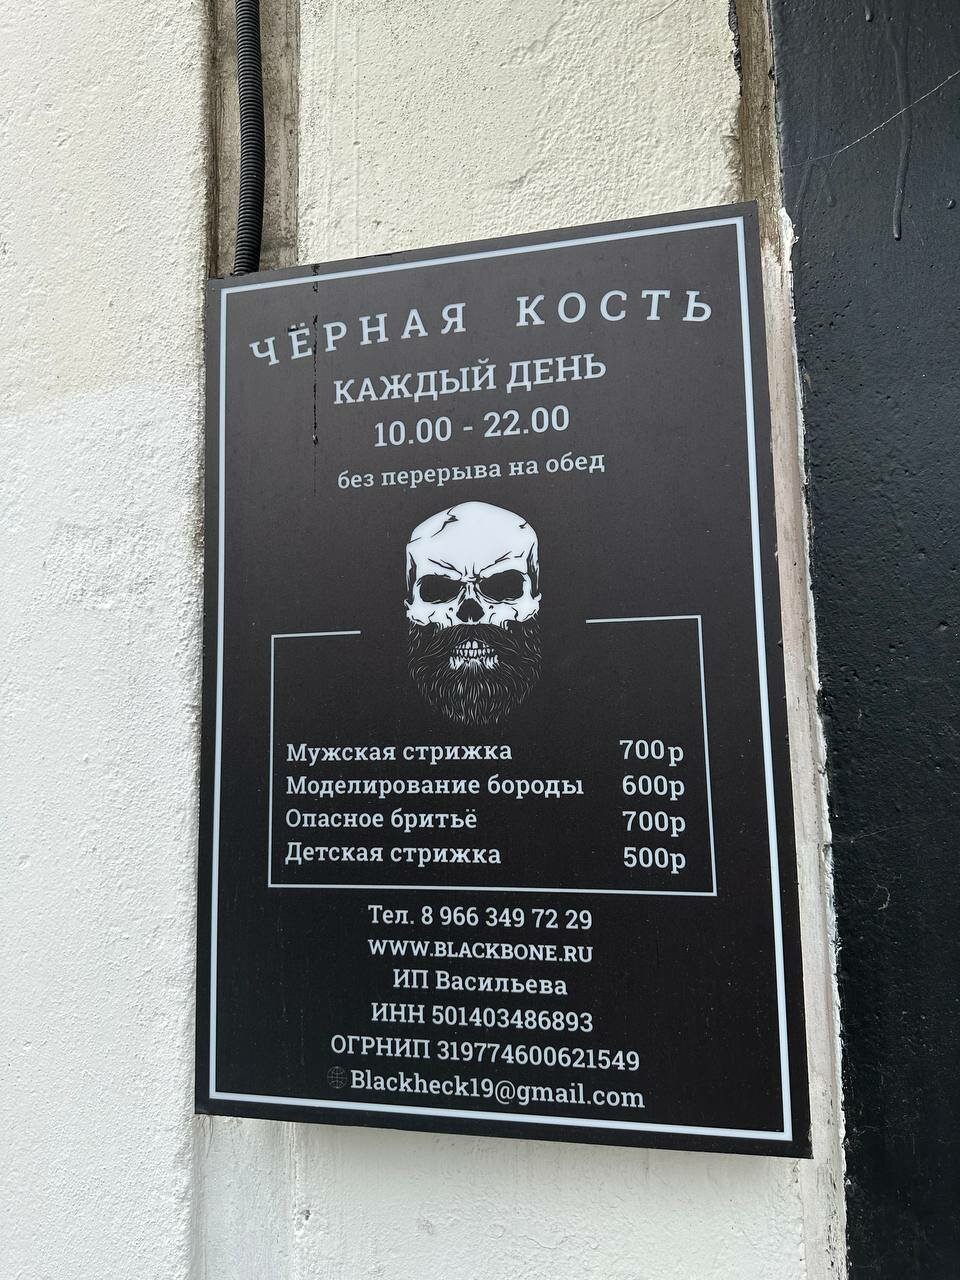 ЧЁРНАЯ КОСТЬ
КАЖДЫЙ ДЕНЬ
10.00 - 22.00
без перерыва на обед
Мужская стрижка 700р
Моделирование бороды 600р
Опасное бритьё 700р
Детская стрижка 500р
Тел. 8 966 349 72 29
WWW.BLACKBONE.RU
ИП Васильева
ИНН 501403486893
ОГРНИП 319774600621549
Blackheck19@gmail.com